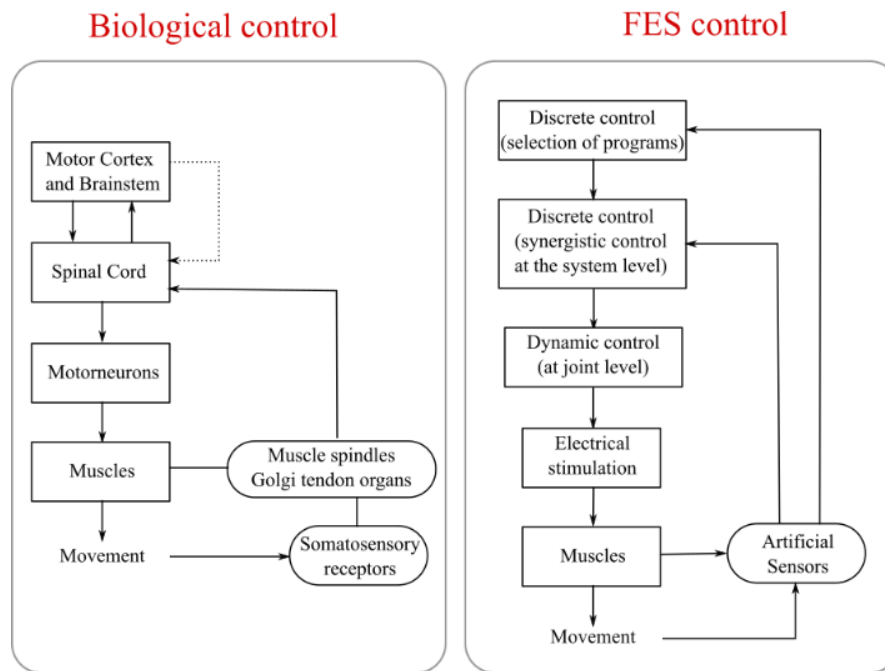 Biological control
Motor Cortex
and Brainstem
Spinal Cord
Motorneurons
Muscles
Muscle spindles
Golgi tendon organs
Movement
Somatosensory
receptors
FES control
Discrete control
(selection of programs)
Discrete control
(synergistic control
at the system level)
Dynamic control
(at joint level)
Electrical
stimulation
Muscles
Artificial
Sensors
Movement